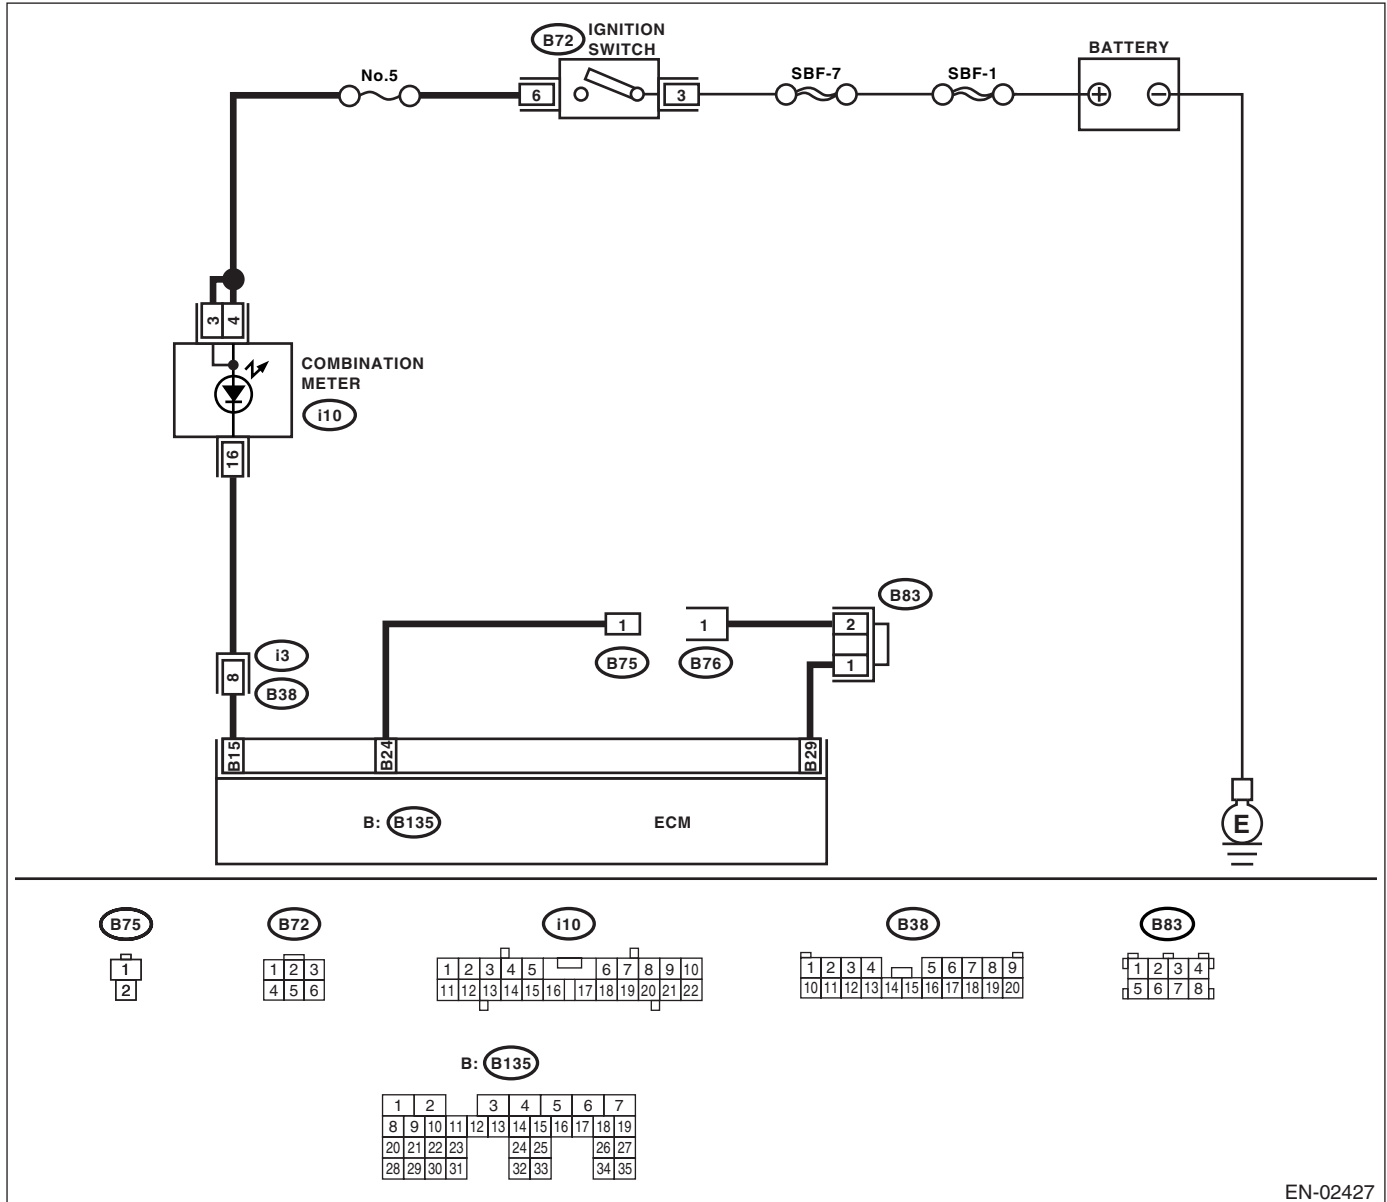 B72 IGNITION
SWITCH
BATTERY
No.5
SBF-7
SBF-1
6
3
3
4
COMBINATION
METER
i10
16
i3
8
B38
B83
1
1
2
B75
B76
1
B15
B24
B29
B: B135
ECM
E
B75
B72
i10
B38
B83
1
2
1 2 3
4 5 6
1 2 3 4 5 6 7 8 9 10
11 12 13 14 15 16 17 18 19 20 21 22
1 2 3 4 5 6 7 8 9
10 11 12 13 14 15 16 17 18 19 20
1 2 3 4
5 6 7 8
B: B135
1 2 3 4 5 6 7
8 9 10 11 12 13 14 15 16 17 18 19
20 21 22 23 24 25 26 27
28 29 30 31 32 33 34 35
EN-02427